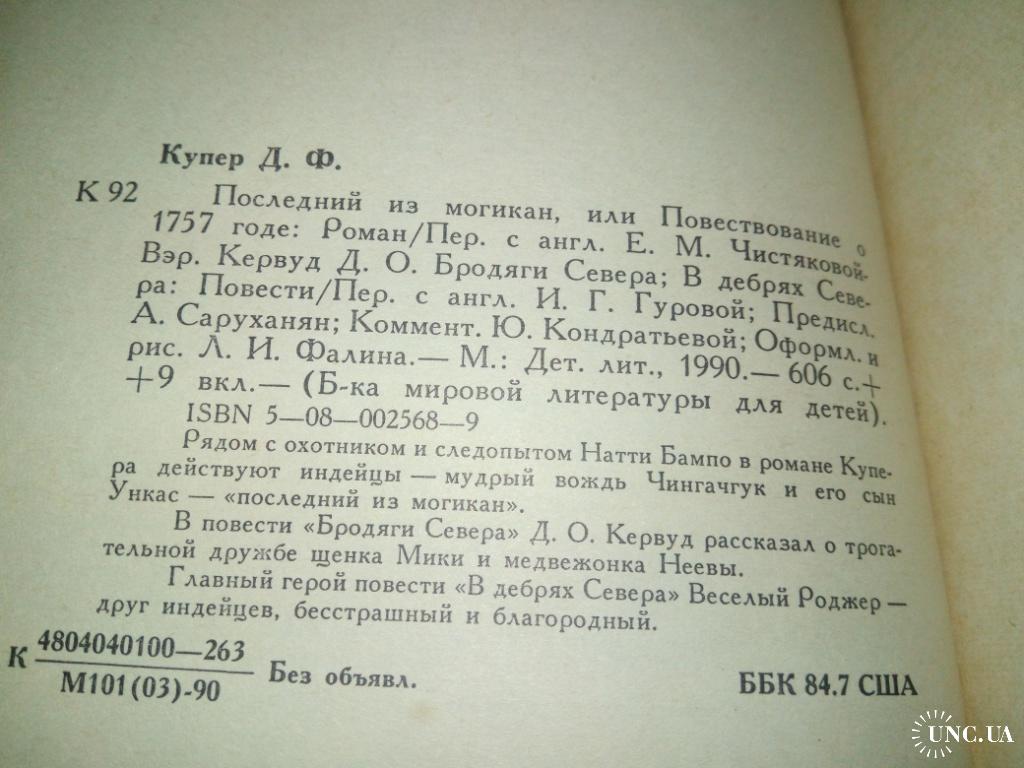 Купер Д. Ф.
К 92 Последний из могикан, или Повествование о
1757 годе: Роман/Пер. с англ. Е. М. Чистяковой-
Вэр. Кервуд Д. О. Бродяги Севера; В дебрях Севе-
ра: Повести/Пер. с англ. И. Г. Гуровой; Предисл.
А. Саруханян; Коммент. Ю. Кондратьевой; Оформл. и
рис. Л. И. Фалина.— М.: Дет. лит., 1990.— 606 с.+
+9 вкл.— (Б-ка мировой литературы для детей).
ISBN 5—08—002568—9
Рядом с охотником и следопытом Натти Бампо в романе Купе-
ра действуют индейцы — мудрый вождь Чингачгук и его сын
Ункас — «последний из могикан».
В повести «Бродяги Севера» Д. О. Кервуд рассказал о трога-
тельной дружбе щенка Мики и медвежонка Неевы.
Главный герой повести «В дебрях Севера» Веселый Роджер —
друг индейцев, бесстрашный и благородный.
К 4804040100—263
М101(03)-90 Без объявл.
ББК 84.7 США
UNC.UA